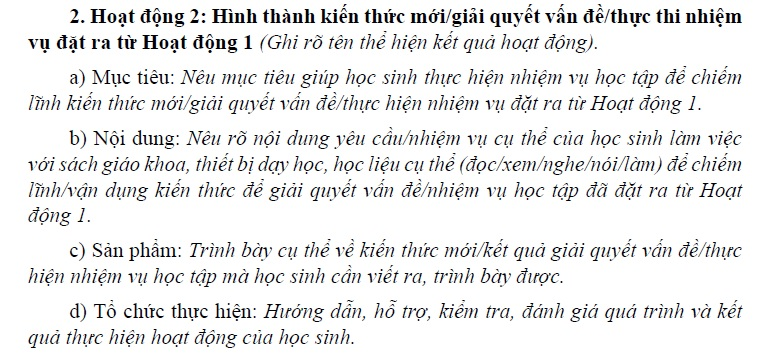 2. Hoạt động 2: Hình thành kiến thức mới/giải quyết vấn đề/thực thi nhiệm
vụ đặt ra từ Hoạt động 1 (Ghi rõ tên thể hiện kết quả hoạt động).
a) Mục tiêu: Nêu mục tiêu giúp học sinh thực hiện nhiệm vụ học tập để chiếm
lĩnh kiến thức mới/giải quyết vấn đề/thực hiện nhiệm vụ đặt ra từ Hoạt động 1.
b) Nội dung: Nêu rõ nội dung yêu cầu/nhiệm vụ cụ thể của học sinh làm việc
với sách giáo khoa, thiết bị dạy học, học liệu cụ thể (đọc/xem/nghe/nói/làm) để chiếm
lĩnh/vận dụng kiến thức để giải quyết vấn đề/nhiệm vụ học tập đã đặt ra từ Hoạt
động 1.
c) Sản phẩm: Trình bày cụ thể về kiến thức mới/kết quả giải quyết vấn đề/thực
hiện nhiệm vụ học tập mà học sinh cần viết ra, trình bày được.
d) Tổ chức thực hiện: Hướng dẫn, hỗ trợ, kiểm tra, đánh giá quá trình và kết
quả thực hiện hoạt động của học sinh.